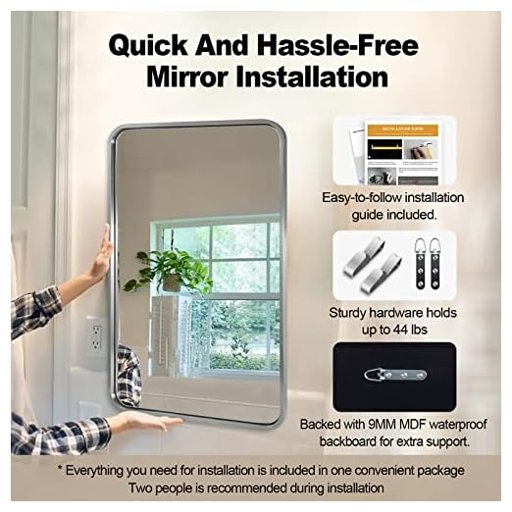 Quick And Hassle-Free
Mirror Installation
INSTALLATION GUIDE
Easy-to-follow installation
guide included.
Sturdy hardware holds
up to 44 lbs
Backed with 9MM MDF waterproof
backboard for extra support.
* Everything you need for installation is included in one convenient package
Two people is recommended during installation